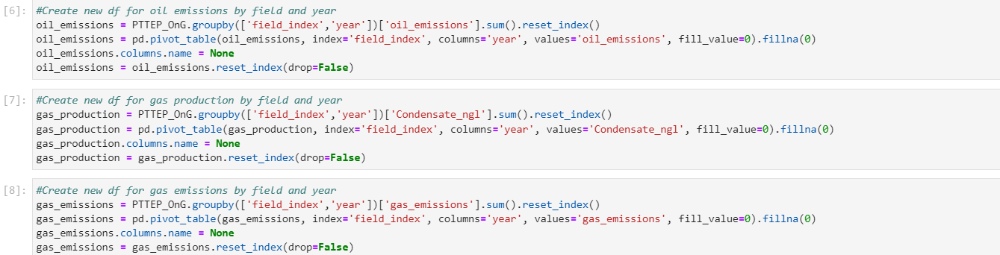 [6]: #Create new df for oil emissions by field and year
oil_emissions = PTTEP_OnG.groupby(['field_index','year'])['oil_emissions'].sum().reset_index()
oil_emissions = pd.pivot_table(oil_emissions, index='field_index', columns='year', values='oil_emissions', fill_value=0).fillna(0)
oil_emissions.columns.name = None
oil_emissions = oil_emissions.reset_index(drop=False)
[7]: #Create new df for gas production by field and year
gas_production = PTTEP_OnG.groupby(['field_index','year'])['Condensate_ngl'].sum().reset_index()
gas_production = pd.pivot_table(gas_production, index='field_index', columns='year', values='Condensate_ngl', fill_value=0).fillna(0)
gas_production.columns.name = None
gas_production = gas_production.reset_index(drop=False)
[8]: #Create new df for gas emissions by field and year
gas_emissions = PTTEP_OnG.groupby(['field_index','year'])['gas_emissions'].sum().reset_index()
gas_emissions = pd.pivot_table(gas_emissions, index='field_index', columns='year', values='gas_emissions', fill_value=0).fillna(0)
gas_emissions.columns.name = None
gas_emissions = gas_emissions.reset_index(drop=False)